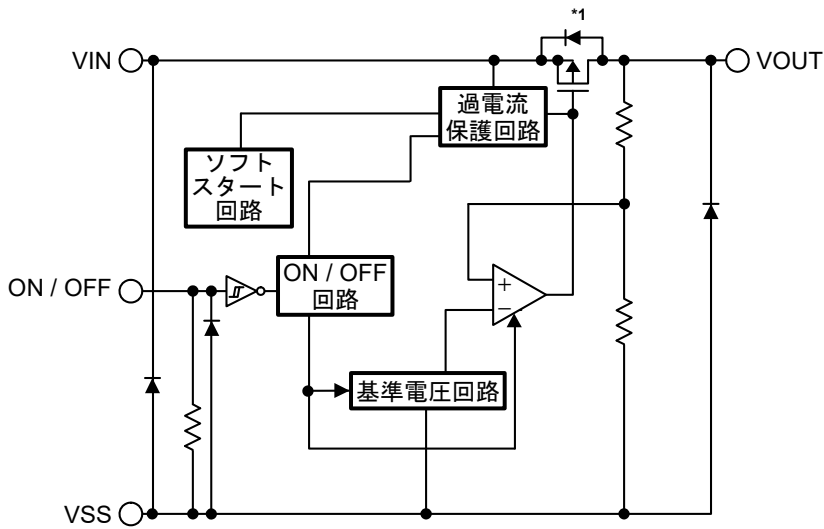 *1
VIN
VOUT
過電流
保護回路
ソフト
スタート
回路
ON / OFF
ON / OFF
回路
+
−
基準電圧回路
VSS